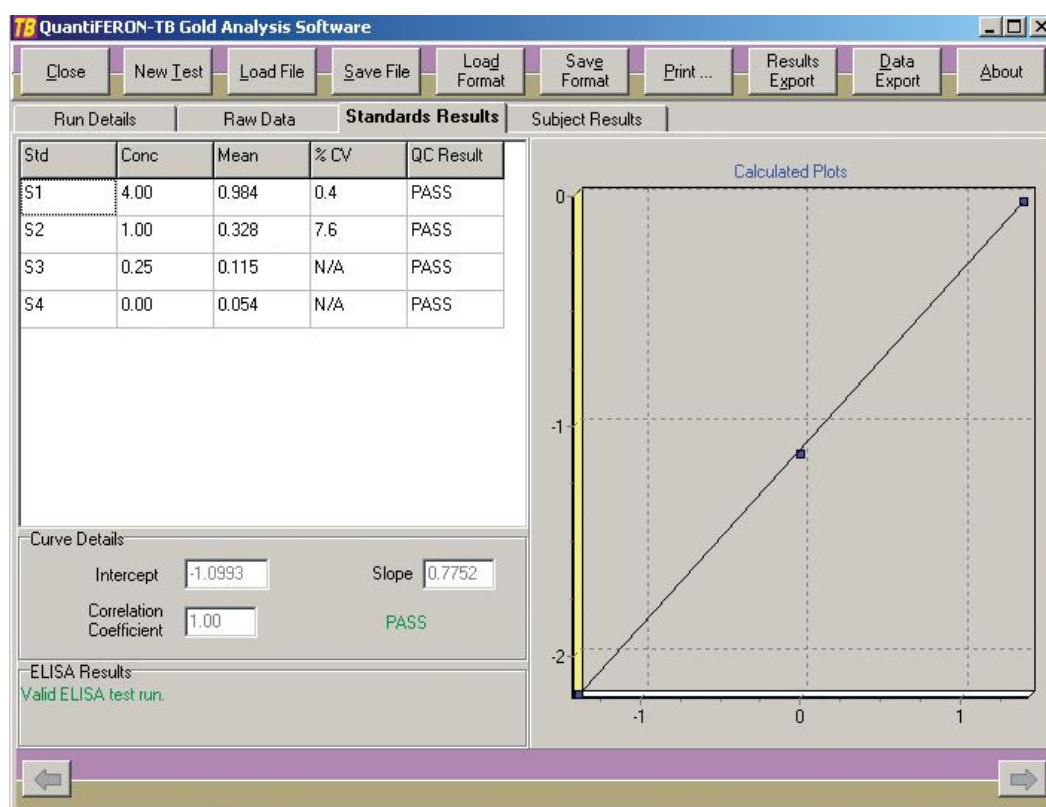 TB QuantiFERON-TB Gold Analysis Software
Close New Test Load File Save File Load Format Save Format Print ... Results Export Data Export About
Run Details Raw Data Standards Results Subject Results
Std Conc Mean % CV QC Result
S1 4.00 0.984 0.4 PASS
S2 1.00 0.328 7.6 PASS
S3 0.25 0.115 N/A PASS
S4 0.00 0.054 N/A PASS
Curve Details
Intercept -1.0993 Slope 0.7752
Correlation Coefficient 1.00 PASS
ELISA Results
Valid ELISA test run.
Calculated Plots
0
-1
-2
-1 0 1